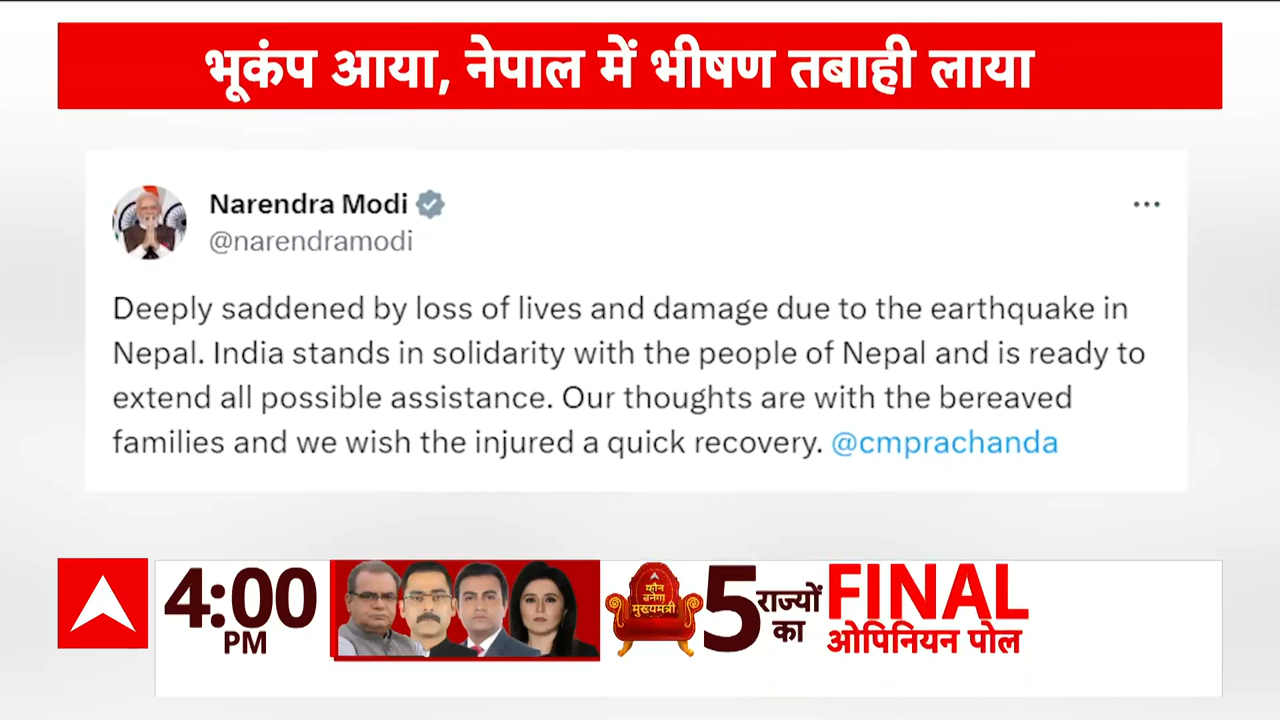 भूकंप आया, नेपाल में भीषण तबाही लाया
Narendra Modi
@narendramodi
Deeply saddened by loss of lives and damage due to the earthquake in
Nepal. India stands in solidarity with the people of Nepal and is ready to
extend all possible assistance. Our thoughts are with the bereaved
families and we wish the injured a quick recovery. @cmprachanda
4:00
PM
कौन
बनेगा
मुख्यमंत्री
5 राज्यों
का
FINAL
ओपिनियन पोल